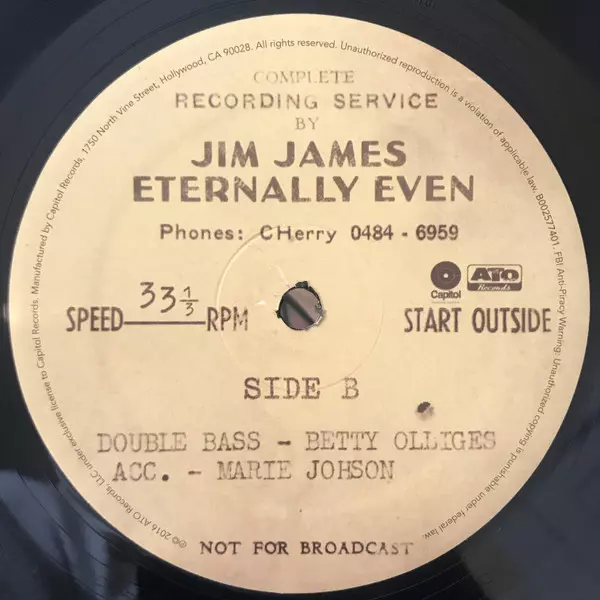 COMPLETE
RECORDING SERVICE
BY
JIM JAMES
ETERNALLY EVEN
Phones: CHerry 0484 - 6959
Capitol
ATO
Records
SPEED 33 1/3 RPM
START OUTSIDE
SIDE B
DOUBLE BASS - BETTY OLLIGES
ACC. - MARIE JOHSON
NOT FOR BROADCAST
℗© 2016 ATO Records, LLC under exclusive license to Capitol Records. Manufactured by Capitol Records, 1750 North Vine Street, Hollywood, CA 90028. All rights reserved. Unauthorized reproduction is a violation of applicable law. B002577401. FBI Anti-Piracy Warning: Unauthorized copying is punishable under federal law.